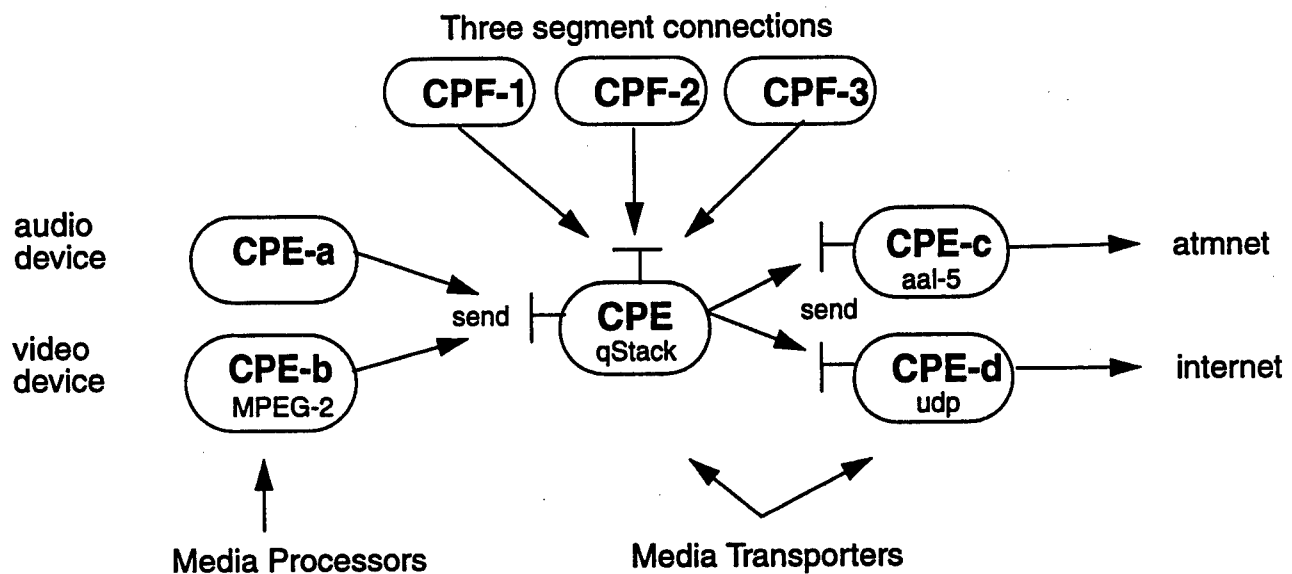 Three segment connections
CPF-1
CPF-2
CPF-3
audio
device
CPE-a
CPE-c
aal-5
atmnet
send
CPE
qStack
send
video
device
CPE-b
MPEG-2
CPE-d
udp
internet
Media Processors
Media Transporters